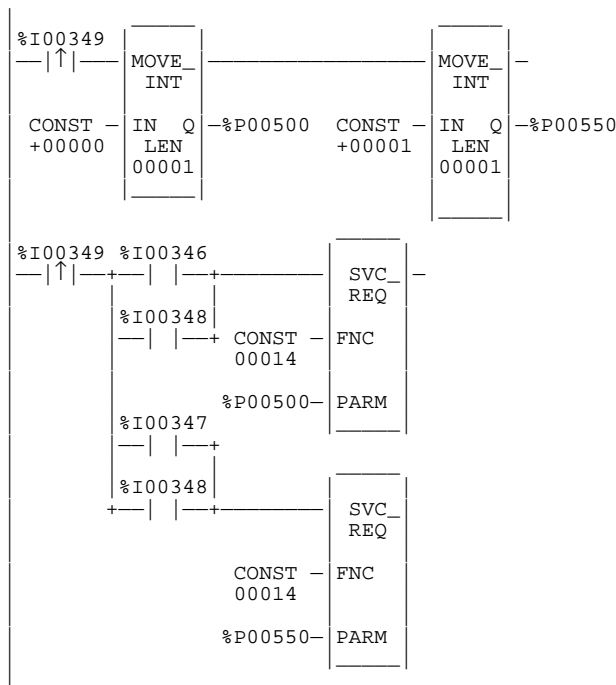 %I00349
↑ MOVE_ MOVE_
INT INT
CONST IN Q %P00500 CONST IN Q %P00550
+00000 LEN +00001 LEN
00001 00001
%I00349 %I00346
↑ SVC_
REQ
%I00348
CONST FNC
00014
%P00500 PARM
%I00347
%I00348
SVC_
REQ
CONST FNC
00014
%P00550 PARM